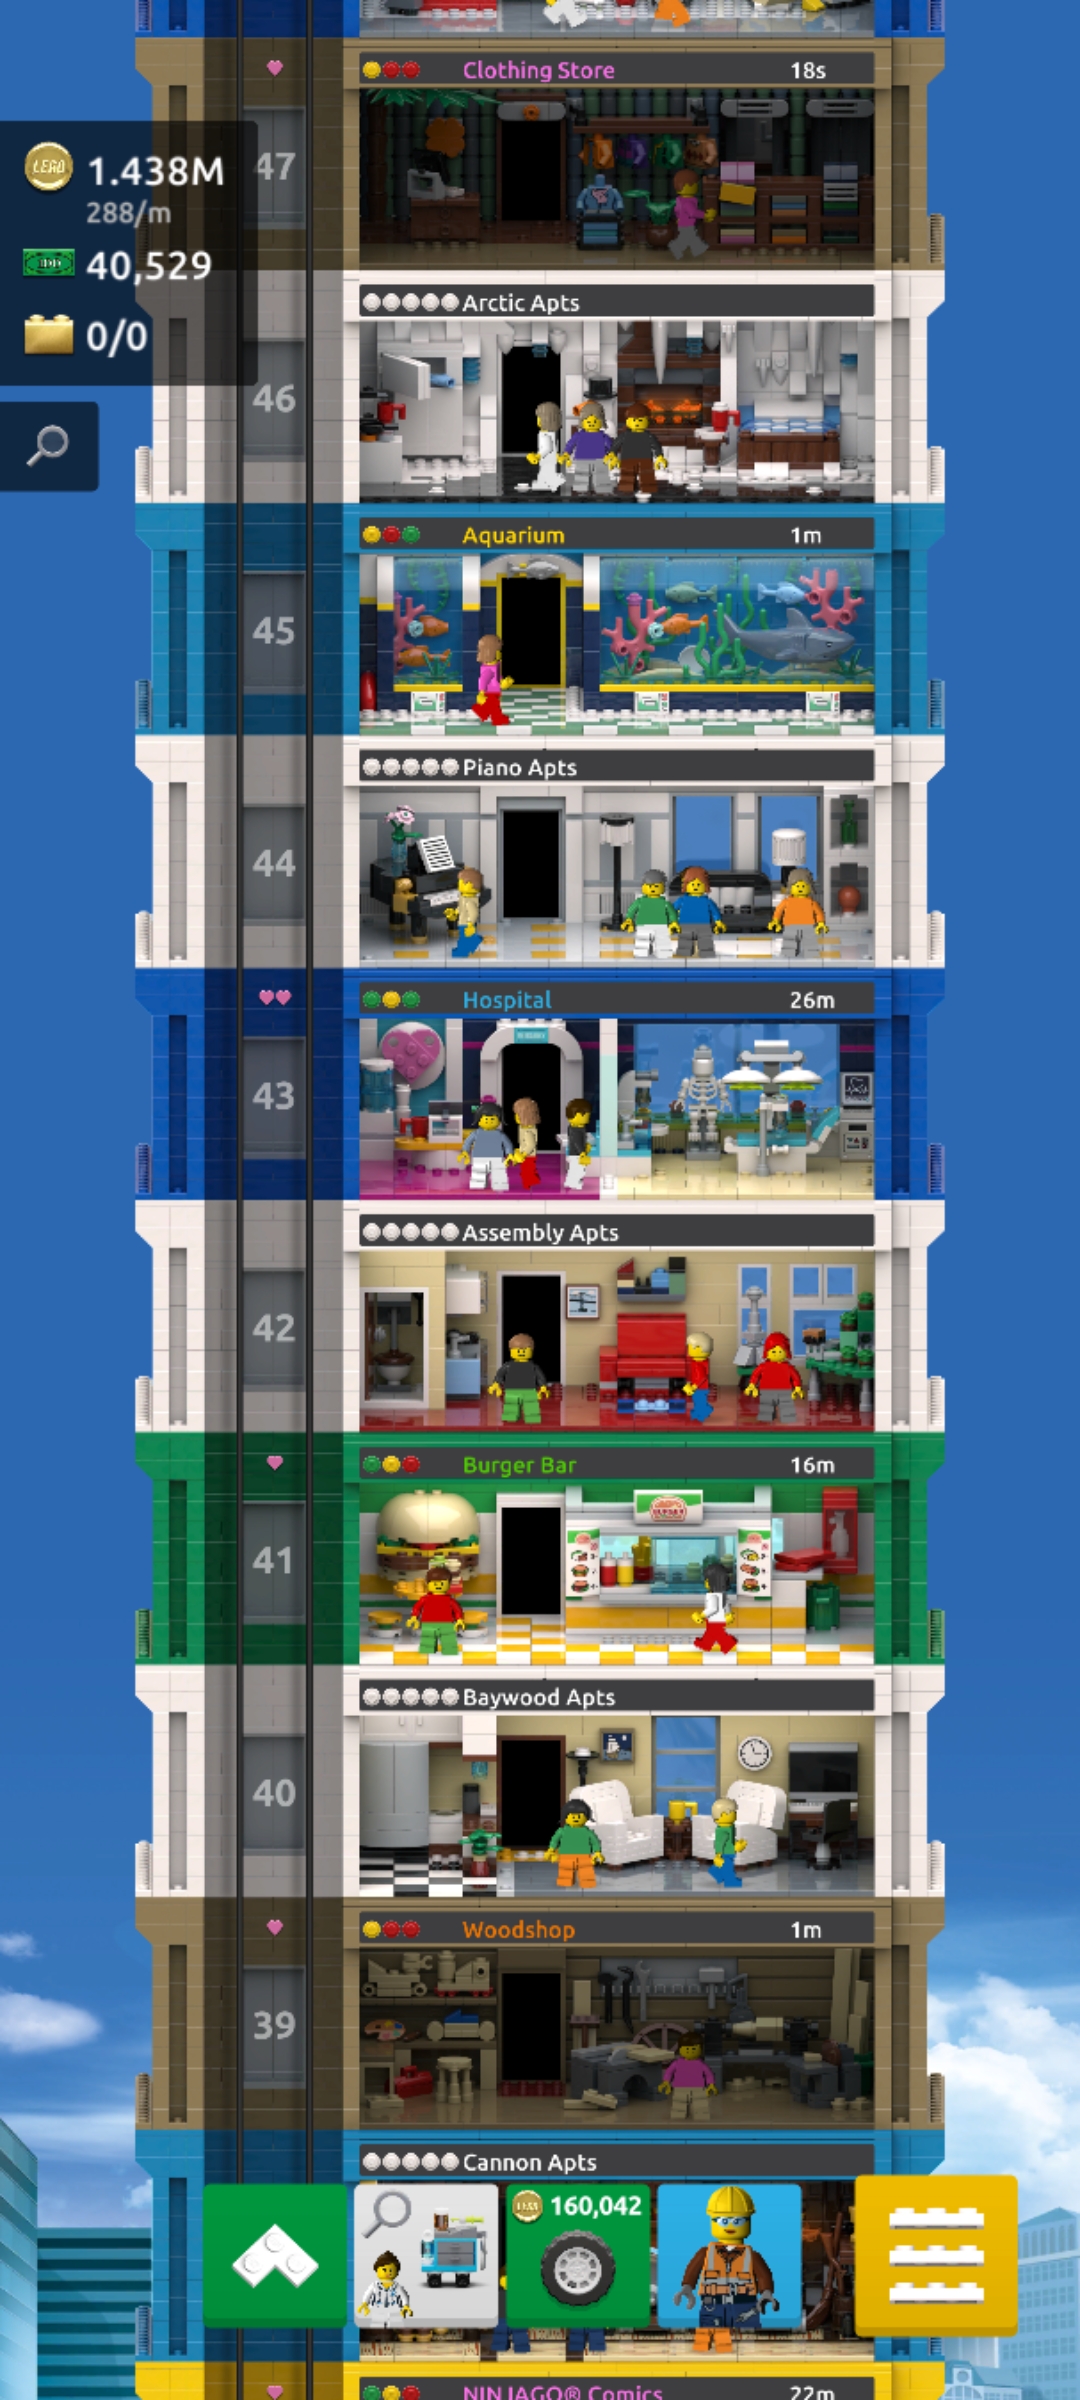 Clothing Store 18s
47
LEGO 1.438M
288/m
40,529
0/0
Arctic Apts
46
Aquarium 1m
45
Piano Apts
44
Hospital 26m
43
Assembly Apts
42
Burger Bar 16m
41
Baywood Apts
40
Woodshop 1m
39
Cannon Apts
160,042
NINJAGO® Comics 22m